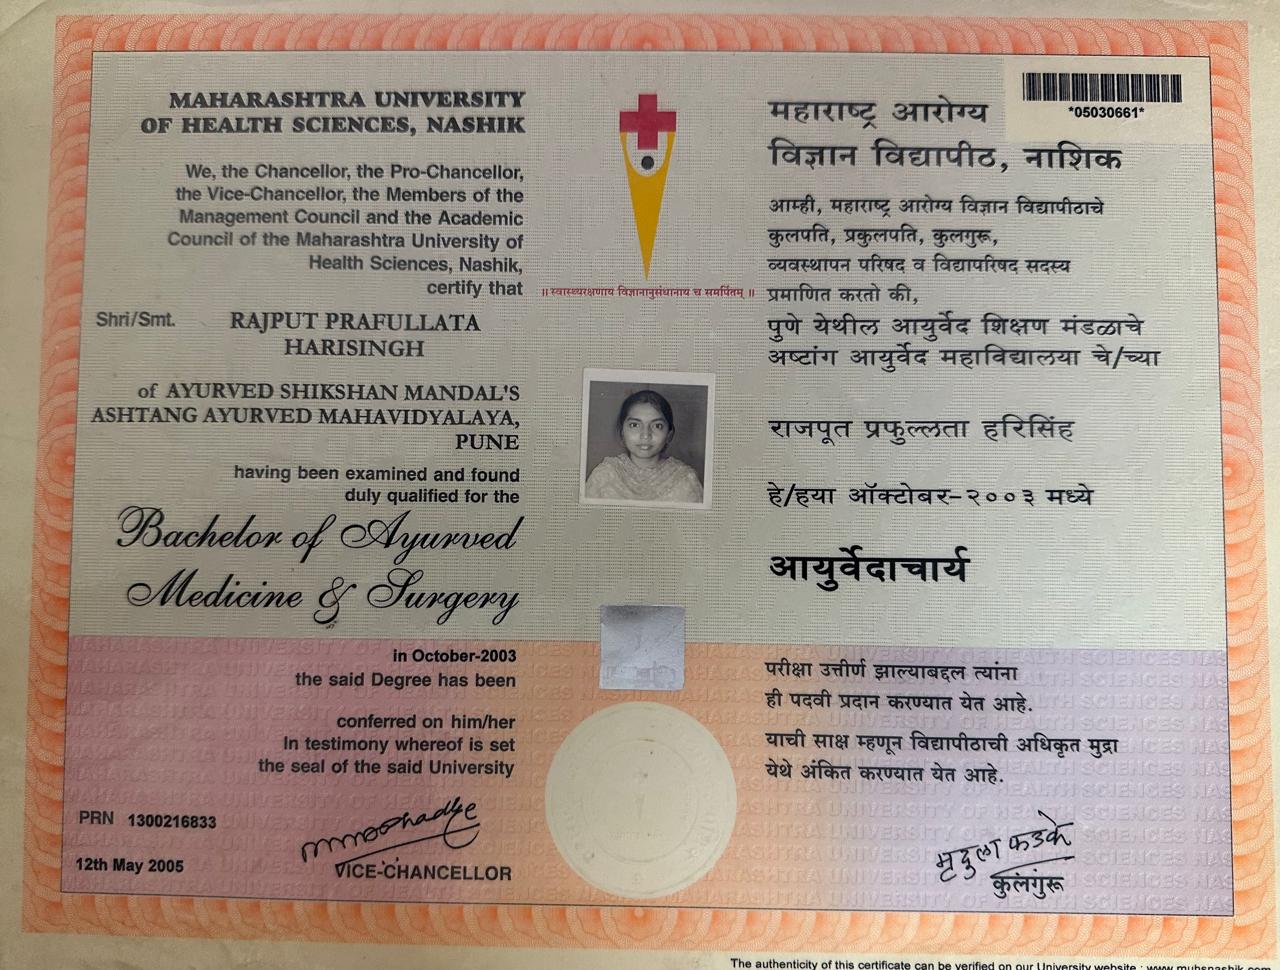 MAHARASHTRA UNIVERSITY
OF HEALTH SCIENCES, NASHIK
We, the Chancellor, the Pro-Chancellor,
the Vice-Chancellor, the Members of the
Management Council and the Academic
Council of the Maharashtra University of
Health Sciences, Nashik,
certify that
Shri/Smt. RAJPUT PRAFULLATA
HARISINGH
of AYURVED SHIKSHAN MANDAL'S
ASHTANG AYURVED MAHAVIDYALAYA,
PUNE
having been examined and found
duly qualified for the
Bachelor of Ayurved
Medicine & Surgery
in October-2003
the said Degree has been
conferred on him/her
In testimony whereof is set
the seal of the said University
PRN 1300216833
12th May 2005
VICE-CHANCELLOR
॥ स्वास्थ्यरक्षणाय विज्ञानानुसंधानाय च समर्पितम् ॥
*05030661*
महाराष्ट्र आरोग्य
विज्ञान विद्यापीठ, नाशिक
आम्ही, महाराष्ट्र आरोग्य विज्ञान विद्यापीठाचे
कुलपति, प्रकुलपति, कुलगुरू,
व्यवस्थापन परिषद व विद्यापरिषद सदस्य
प्रमाणित करतो की,
पुणे येथील आयुर्वेद शिक्षण मंडळाचे
अष्टांग आयुर्वेद महाविद्यालया चे/च्या
राजपूत प्रफुल्लता हरिसिंह
हे/हया ऑक्टोबर-२००३ मध्ये
आयुर्वेदाचार्य
परीक्षा उत्तीर्ण झाल्याबद्दल त्यांना
ही पदवी प्रदान करण्यात येत आहे.
याची साक्ष म्हणून विद्यापीठाची अधिकृत मुद्रा
येथे अंकित करण्यात येत आहे.
मृदुला फडके
कुलगुरू
The authenticity of this certificate can be verified on our University website : www.muhsnashik.com